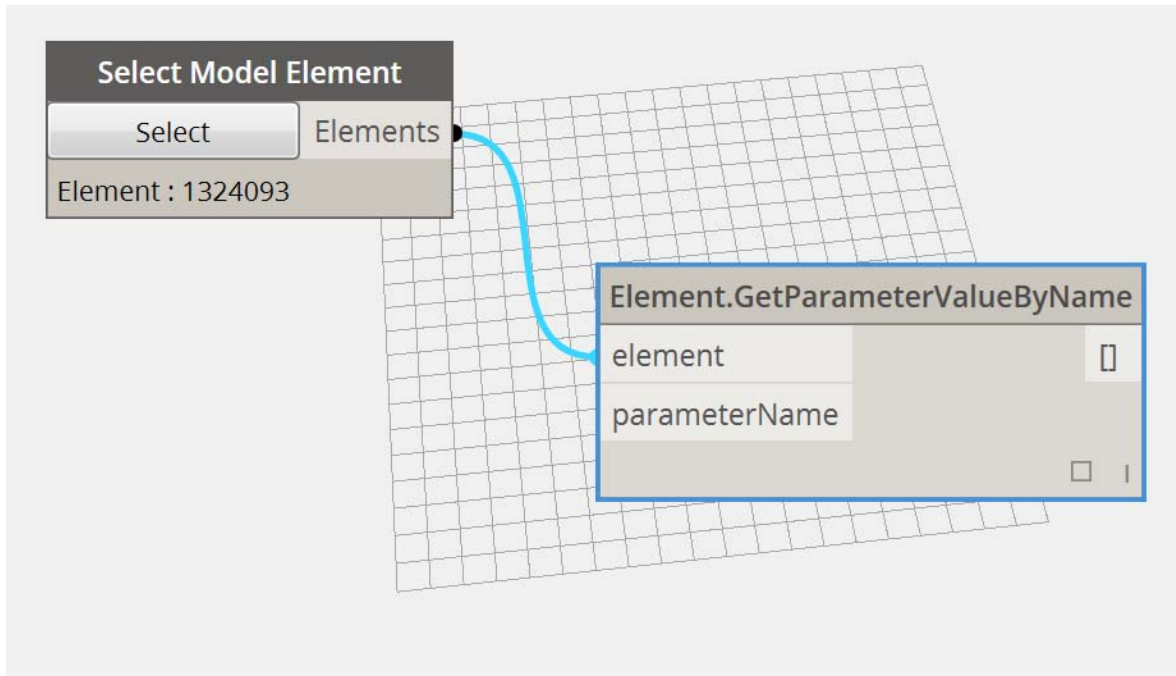 Select Model Element
Select Elements
Element : 1324093
Element.GetParameterValueByName
element []
parameterName